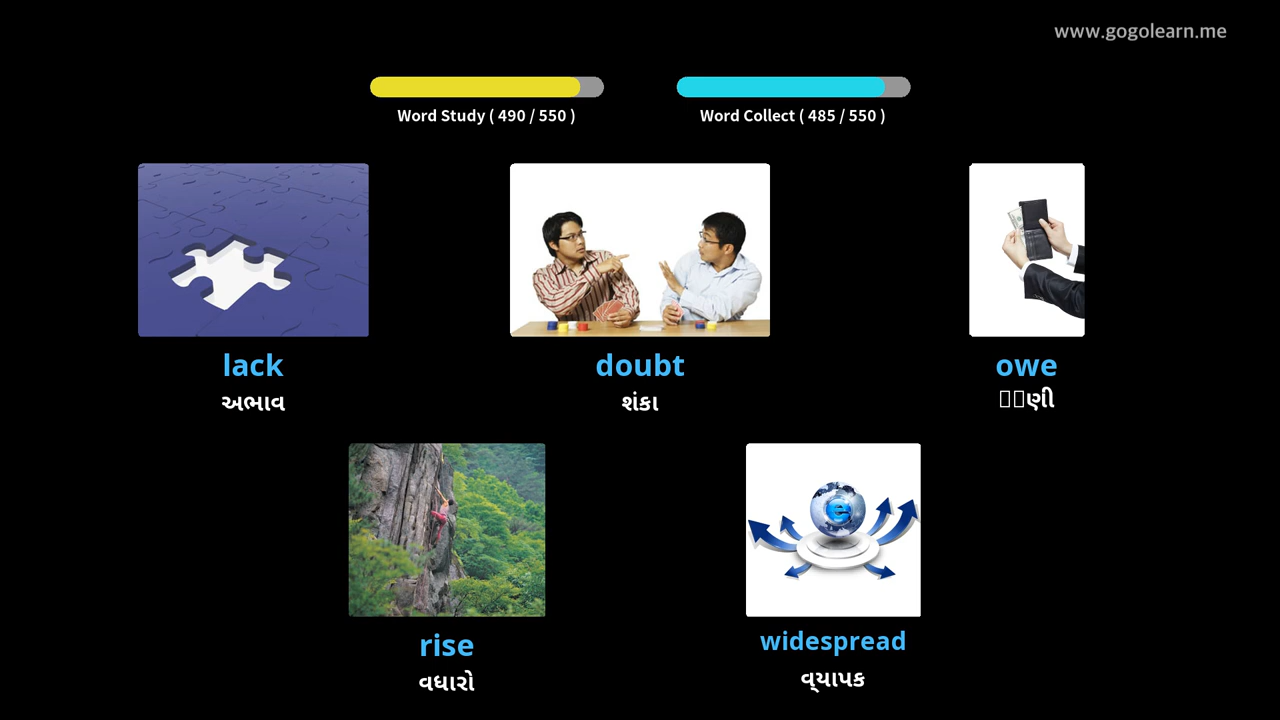 www.gogolearn.me
Word Study ( 490 / 550 )
Word Collect ( 485 / 550 )
lack
અભાવ
doubt
શંકા
owe
rise
વધારો
e
widespread
વ્યાપક